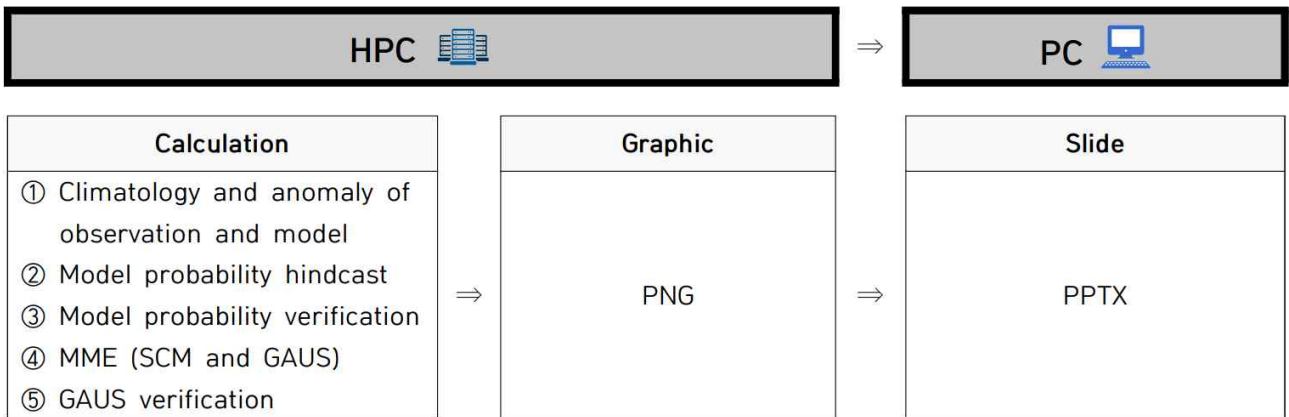 HPC ⇒ PC
Calculation Graphic Slide
① Climatology and anomaly of
observation and model
② Model probability hindcast
⇒ PNG ⇒ PPTX
③ Model probability verification
④ MME (SCM and GAUS)
⑤ GAUS verification